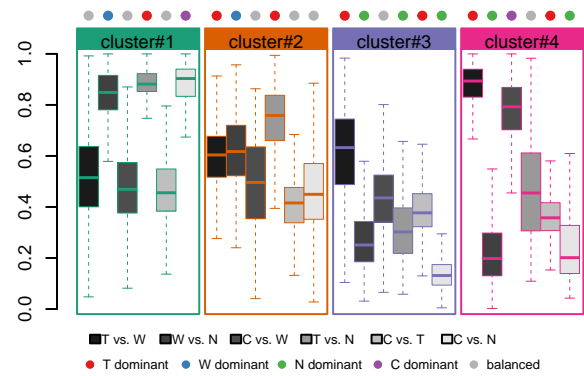 cluster#1 cluster#2 cluster#3 cluster#4
1.0
0.8
0.6
0.4
0.2
0.0
T vs. W W vs. N C vs. W T vs. N C vs. T C vs. N
T dominant W dominant N dominant C dominant balanced